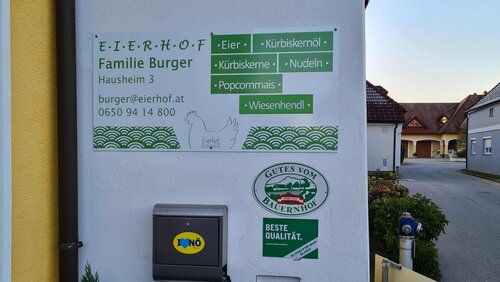 E·I·E·R·H·O·F
Familie Burger
Hausheim 3
burger@eierhof.at
0650 94 14 800
· Eier · · Kürbiskernöl ·
· Kürbiskerne · · Nudeln ·
· Popcornmais ·
· Wiesenhendl ·
Eierhof
BURGER
GUTES VOM
BAUERNHOF
BESTE
QUALITÄT.
I NÖ